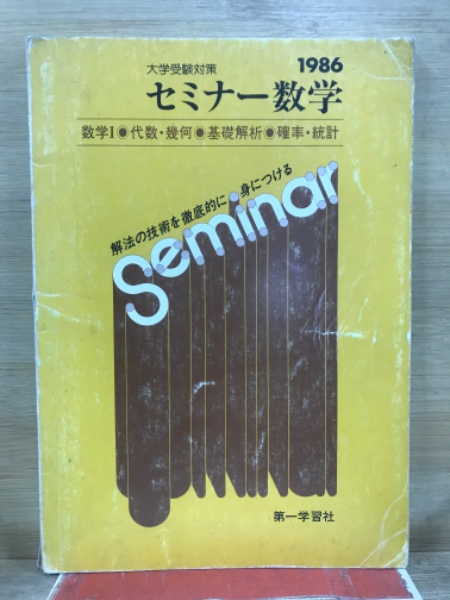 大学受験対策
1986
セミナー数学
数学Ⅰ●代数・幾何●基礎解析●確率・統計
解法の技術を徹底的に身につける
Seminar
第一学習社